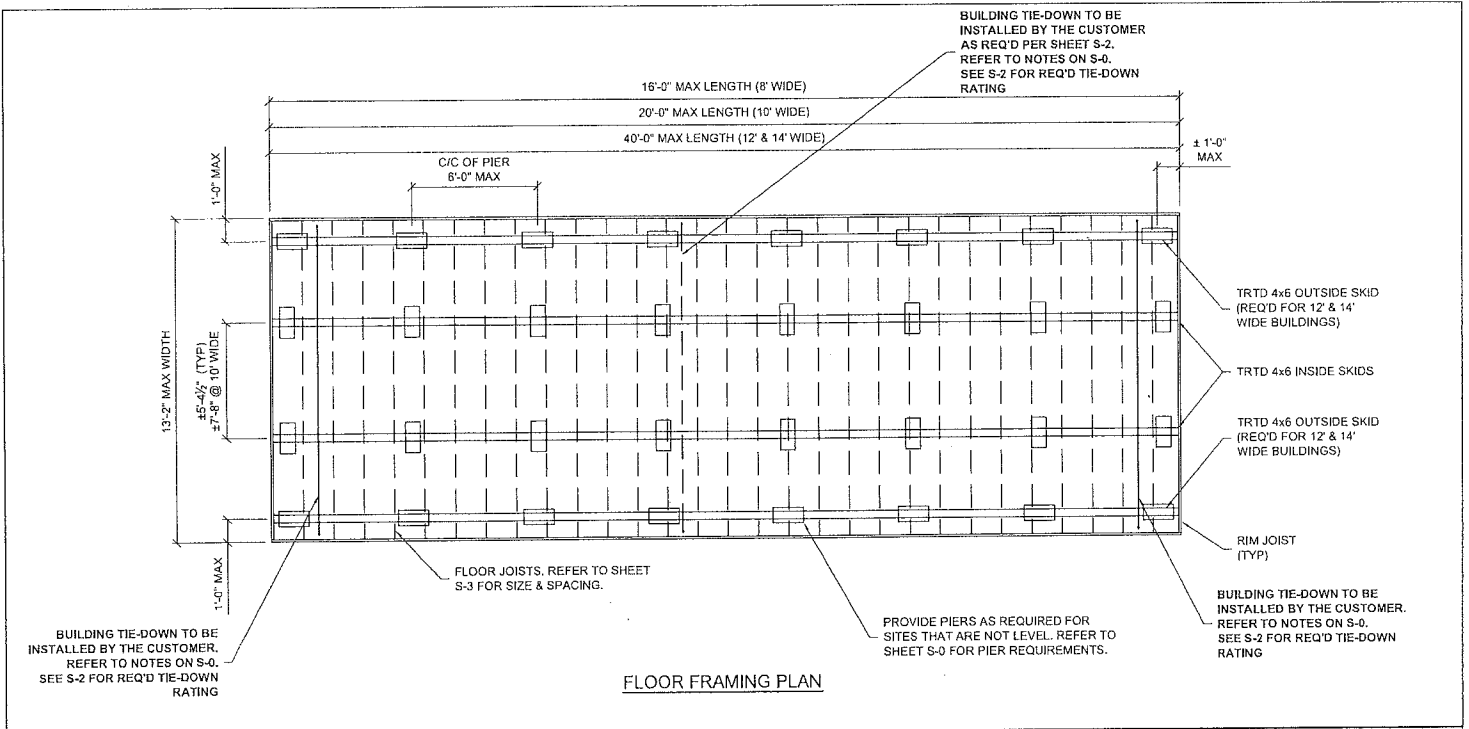 BUILDING TIE-DOWN TO BE
INSTALLED BY THE CUSTOMER
AS REQ'D PER SHEET S-2.
REFER TO NOTES ON S-0.
SEE S-2 FOR REQ'D TIE-DOWN
RATING
16'-0" MAX LENGTH (8' WIDE)
20'-0" MAX LENGTH (10' WIDE)
40'-0" MAX LENGTH (12' & 14' WIDE)
C/C OF PIER
6'-0" MAX
± 1'-0"
MAX
1'-0" MAX
13'-2" MAX WIDTH
±5'-4½" (TYP)
±7'-8" @ 10' WIDE
1'-0" MAX
TRTD 4x6 OUTSIDE SKID
(REQ'D FOR 12' & 14'
WIDE BUILDINGS)
TRTD 4x6 INSIDE SKIDS
TRTD 4x6 OUTSIDE SKID
(REQ'D FOR 12' & 14'
WIDE BUILDINGS)
RIM JOIST
(TYP)
FLOOR JOISTS. REFER TO SHEET
S-3 FOR SIZE & SPACING.
PROVIDE PIERS AS REQUIRED FOR
SITES THAT ARE NOT LEVEL. REFER TO
SHEET S-0 FOR PIER REQUIREMENTS.
BUILDING TIE-DOWN TO BE
INSTALLED BY THE CUSTOMER.
REFER TO NOTES ON S-0.
SEE S-2 FOR REQ'D TIE-DOWN
RATING
BUILDING TIE-DOWN TO BE
INSTALLED BY THE CUSTOMER.
REFER TO NOTES ON S-0.
SEE S-2 FOR REQ'D TIE-DOWN
RATING
FLOOR FRAMING PLAN